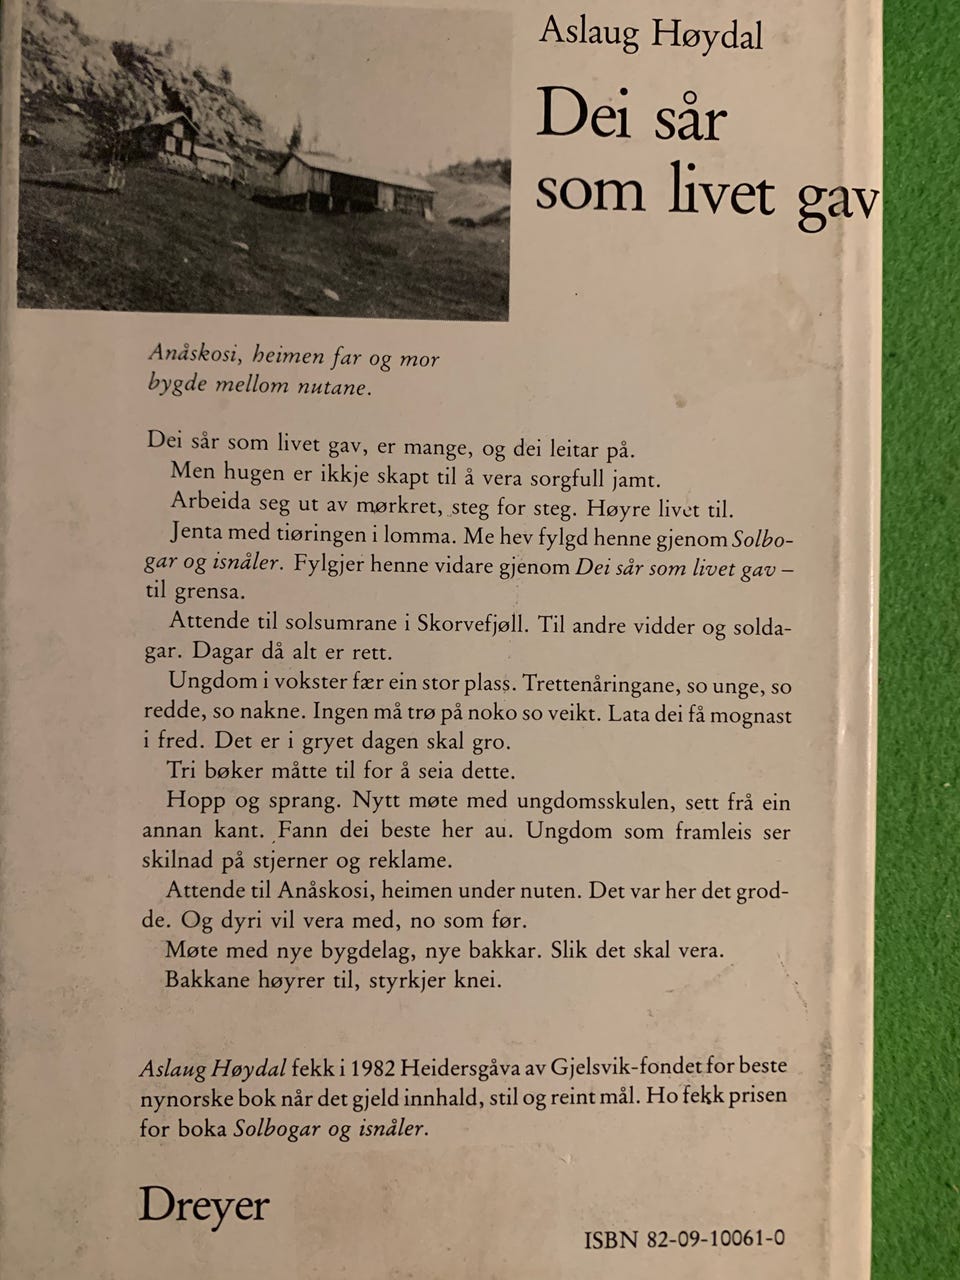 Aslaug Høydal
Dei sår
som livet gav
Anåskosi, heimen far og mor
bygde mellom nutane.
Dei sår som livet gav, er mange, og dei leitar på.
Men hugen er ikkje skapt til å vera sorgfull jamt.
Arbeida seg ut av mørkret, steg for steg. Høyre livet til.
Jenta med tiøringen i lomma. Me hev fylgd henne gjenom Solbo-
gar og isnåler. Fylgjer henne vidare gjenom Dei sår som livet gav –
til grensa.
Attende til solsumrane i Skorvefjøll. Til andre vidder og solda-
gar. Dagar då alt er rett.
Ungdom i vokster fær ein stor plass. Trettenåringane, so unge, so
redde, so nakne. Ingen må trø på noko so veikt. Lata dei få mognast
i fred. Det er i gryet dagen skal gro.
Tri bøker måtte til for å seia dette.
Hopp og sprang. Nytt møte med ungdomsskulen, sett frå ein
annan kant. Fann dei beste her au. Ungdom som framleis ser
skilnad på stjerner og reklame.
Attende til Anåskosi, heimen under nuten. Det var her det grod-
de. Og dyri vil vera med, no som før.
Møte med nye bygdelag, nye bakkar. Slik det skal vera.
Bakkane høyrer til, styrkjer knei.
Aslaug Høydal fekk i 1982 Heidersgåva av Gjelsvik-fondet for beste
nynorske bok når det gjeld innhald, stil og reint mål. Ho fekk prisen
for boka Solbogar og isnåler.
Dreyer
ISBN 82-09-10061-0